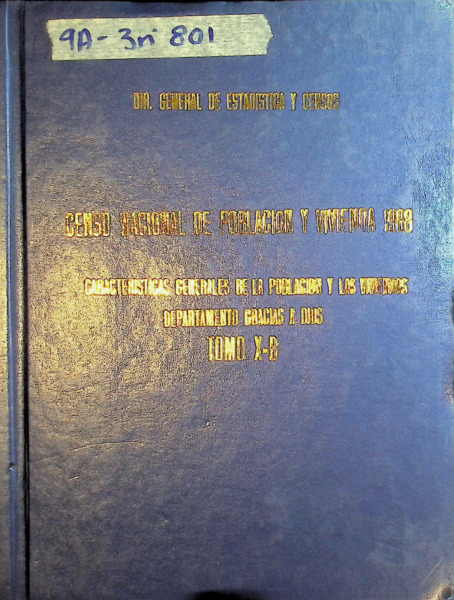 9A-3n 801
DIR. GENERAL DE ESTADISTICA Y CENSOS
CENSO NACIONAL DE POBLACION Y VIVIENDA 1988
CARACTERISTICAS GENERALES DE LA POBLACION Y LAS VIVIENDAS
DEPARTAMENTO GRACIAS A DIOS
TOMO X-B